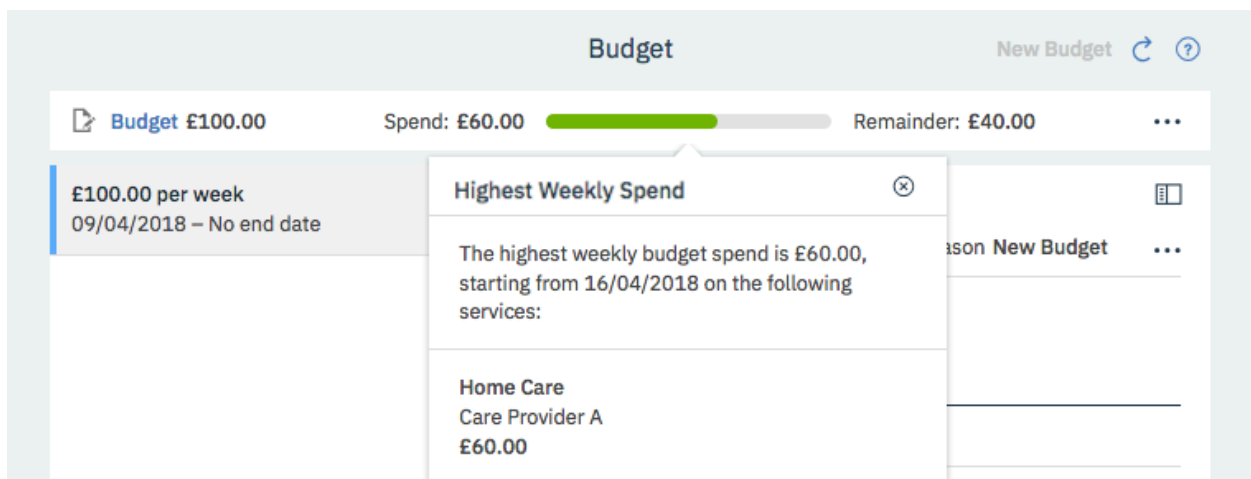 Budget
New Budget
Budget £100.00 Spend: £60.00 Remainder: £40.00
£100.00 per week
09/04/2018 – No end date
Highest Weekly Spend
The highest weekly budget spend is £60.00,
starting from 16/04/2018 on the following
services:
Home Care
Care Provider A
£60.00
New Budget